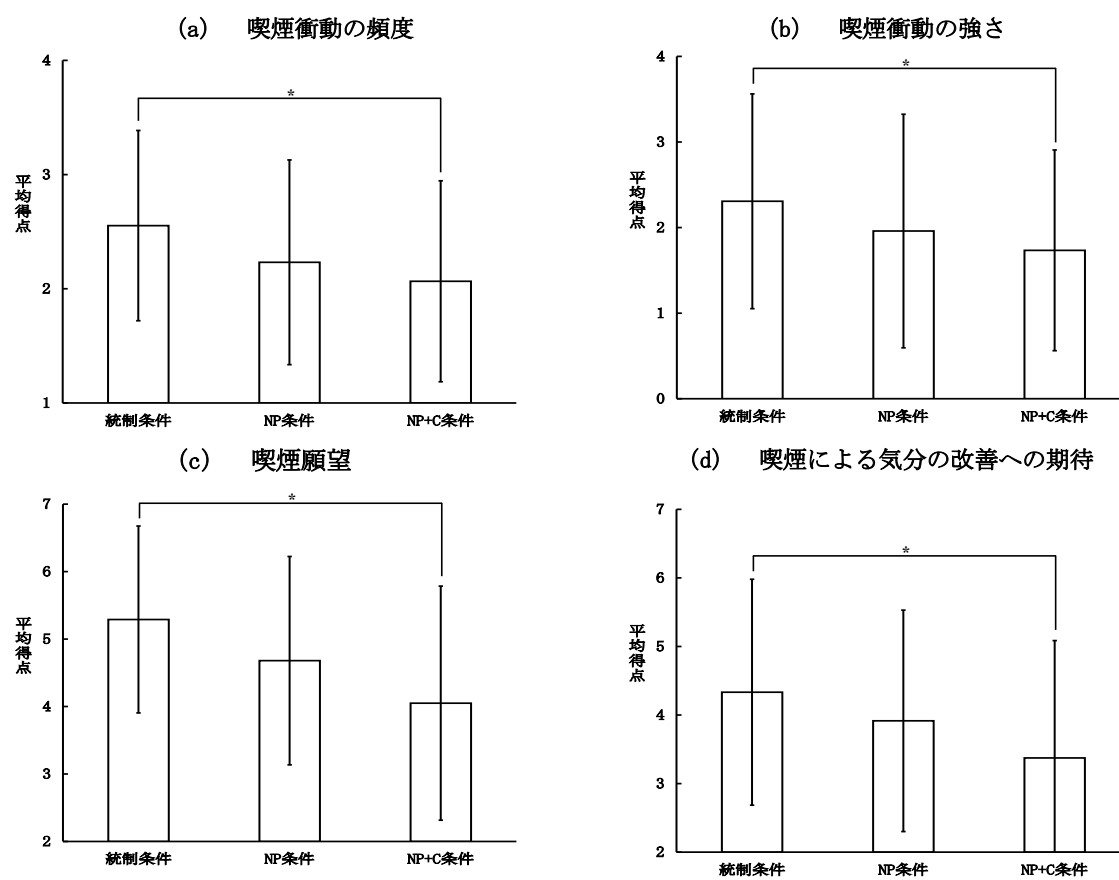 (a) 喫煙衝動の頻度
4
3
2
1
平均得点
*
統制条件 NP条件 NP+C条件
(b) 喫煙衝動の強さ
4
3
2
1
0
平均得点
*
統制条件 NP条件 NP+C条件
(c) 喫煙願望
7
6
5
4
3
2
平均得点
*
統制条件 NP条件 NP+C条件
(d) 喫煙による気分の改善への期待
7
6
5
4
3
2
平均得点
*
統制条件 NP条件 NP+C条件